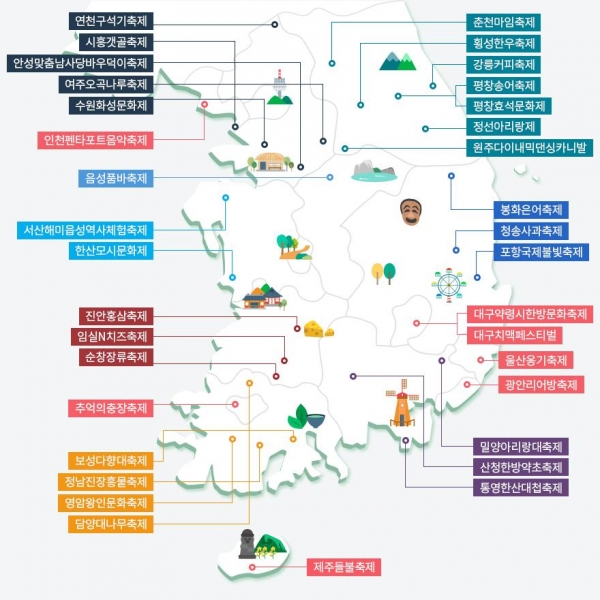 연천구석기축제
시흥갯골축제
안성맞춤남사당바우덕이축제
여주오곡나루축제
수원화성문화제
인천펜타포트음악축제
음성품바축제
서산해미읍성역사체험축제
한산모시문화제
진안홍삼축제
임실N치즈축제
순창장류축제
추억의충장축제
보성다향대축제
정남진장흥물축제
영암왕인문화축제
담양대나무축제
춘천마임축제
횡성한우축제
강릉커피축제
평창송어축제
평창효석문화제
정선아리랑제
원주다이내믹댄싱카니발
봉화은어축제
청송사과축제
포항국제불빛축제
대구약령시한방문화축제
대구치맥페스티벌
울산옹기축제
광안리어방축제
밀양아리랑대축제
산청한방약초축제
통영한산대첩축제
제주들불축제